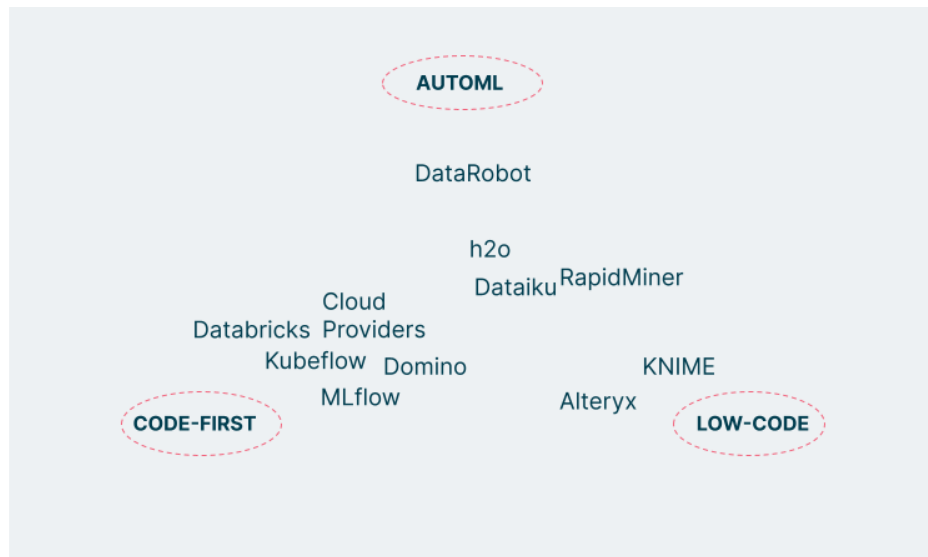 AUTOML
DataRobot
h2o
Dataiku
RapidMiner
Cloud
Providers
Databricks
Kubeflow
Domino
MLflow
KNIME
Alteryx
CODE-FIRST
LOW-CODE